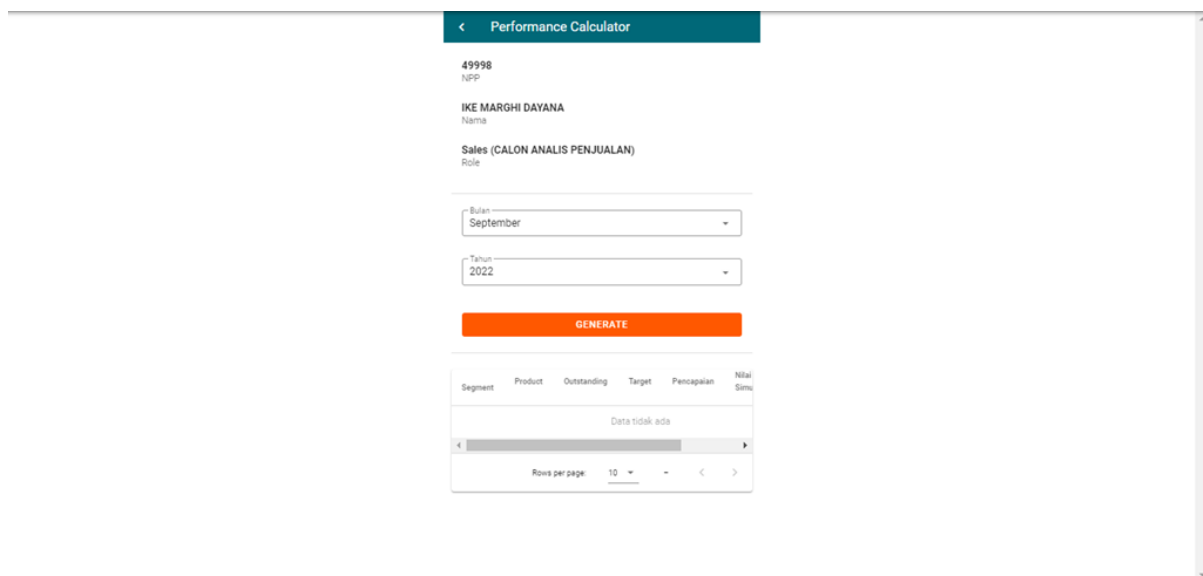 Performance Calculator
49998
NPP
IKE MARGHI DAYANA
Nama
Sales (CALON ANALIS PENJUALAN)
Role
Bulan
September
Tahun
2022
GENERATE
Segment Product Outstanding Target Pencapaian Nilai
Simu
Data tidak ada
Rows per page: 10 -